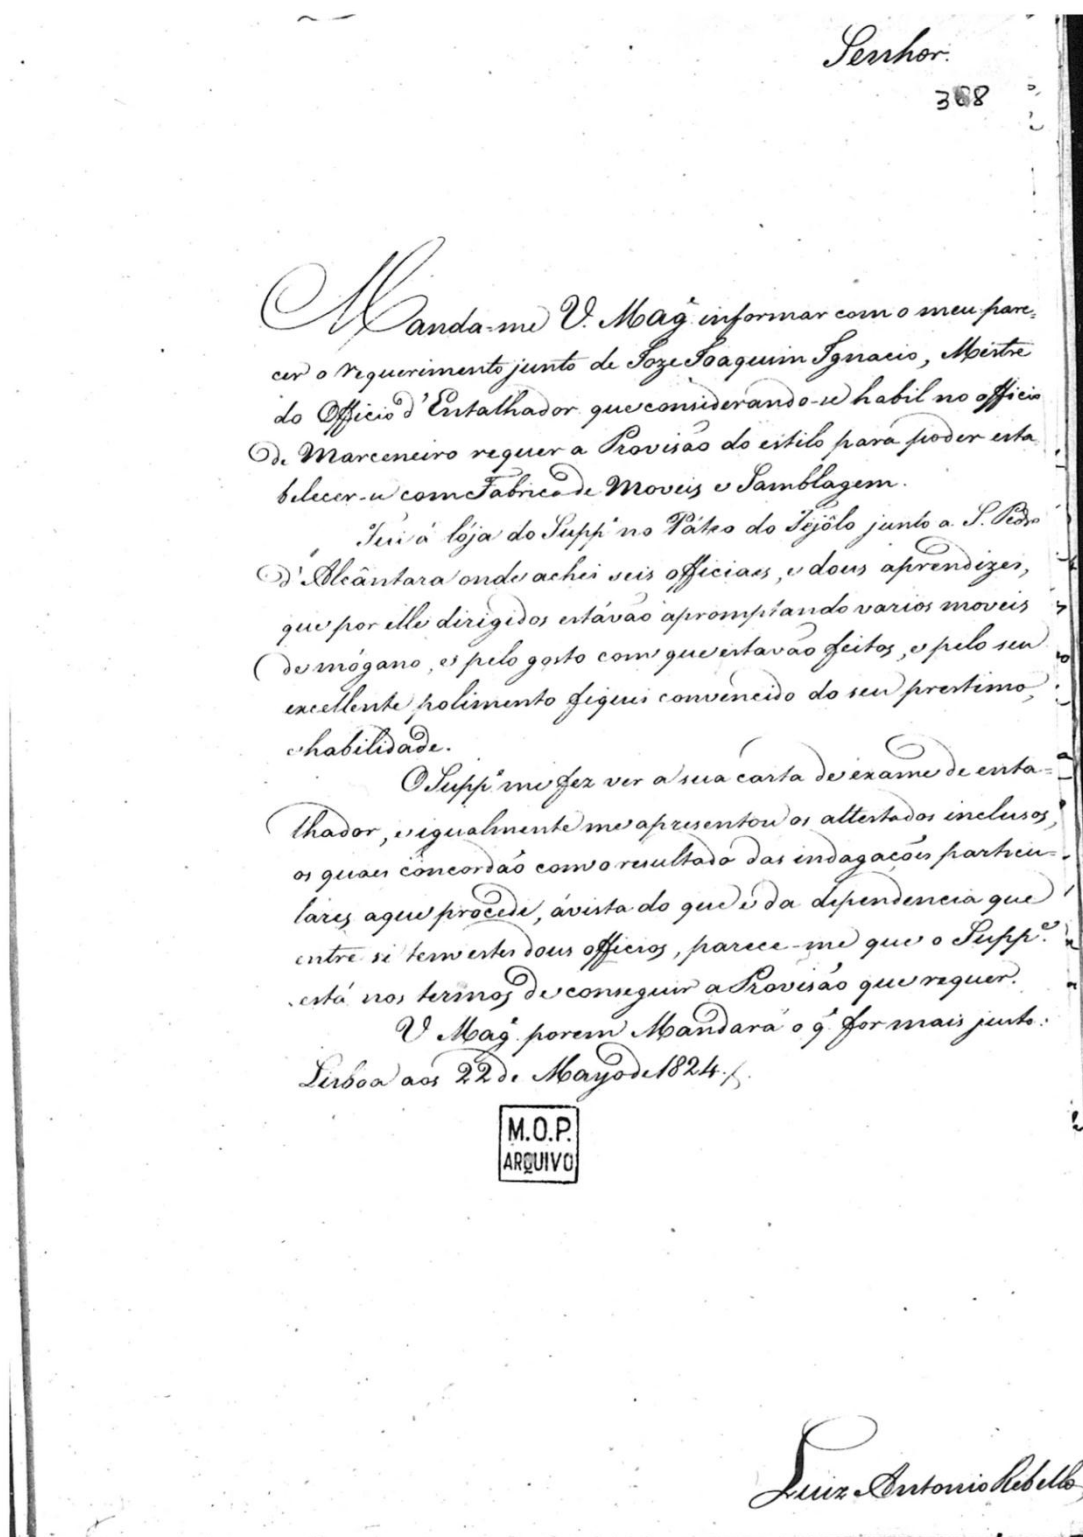 Senhor.
368
Manda-me V. Mag.e informar com o meu pare=
cer o requerimento junto de Joze Joaquim Ignacio, Mestre
do Officio d'Entalhador que considerando-se habil no officio
de Marceneiro requer a Provisão do estilo para poder esta
belecer-se com Fabrica de Moveis e Samblagem.
Fui á lója do Supp.e no Páteo do Tejôlo junto a S. Pedro
d'Alcântara onde achei seis officiaes, e dous aprendizes,
que por elle dirigidos estávão apromptando varios moveis
de mógano, e pelo gosto com que estavão feitos, e pelo seu
excellente polimento fiquei convencido do seu prestimo,
e habilidade.
O Supp.e me fez ver a sua carta de exame de enta=
lhador, e igualmente me apresentou os attestados inclusos,
os quaes concordão com o resultado das indagações particu=
lares a que procedi, á vista do que e da dependencia que
entre si tem estes dous officios, parece-me que o Supp.e
está nos termos de conseguir a Provisão que requer.
V Mag.e porem Mandará o q. for mais justo:
Lisboa aos 22 de Mayo de 1824.
M.O.P.
ARQUIVO
Luiz Antonio Rebello